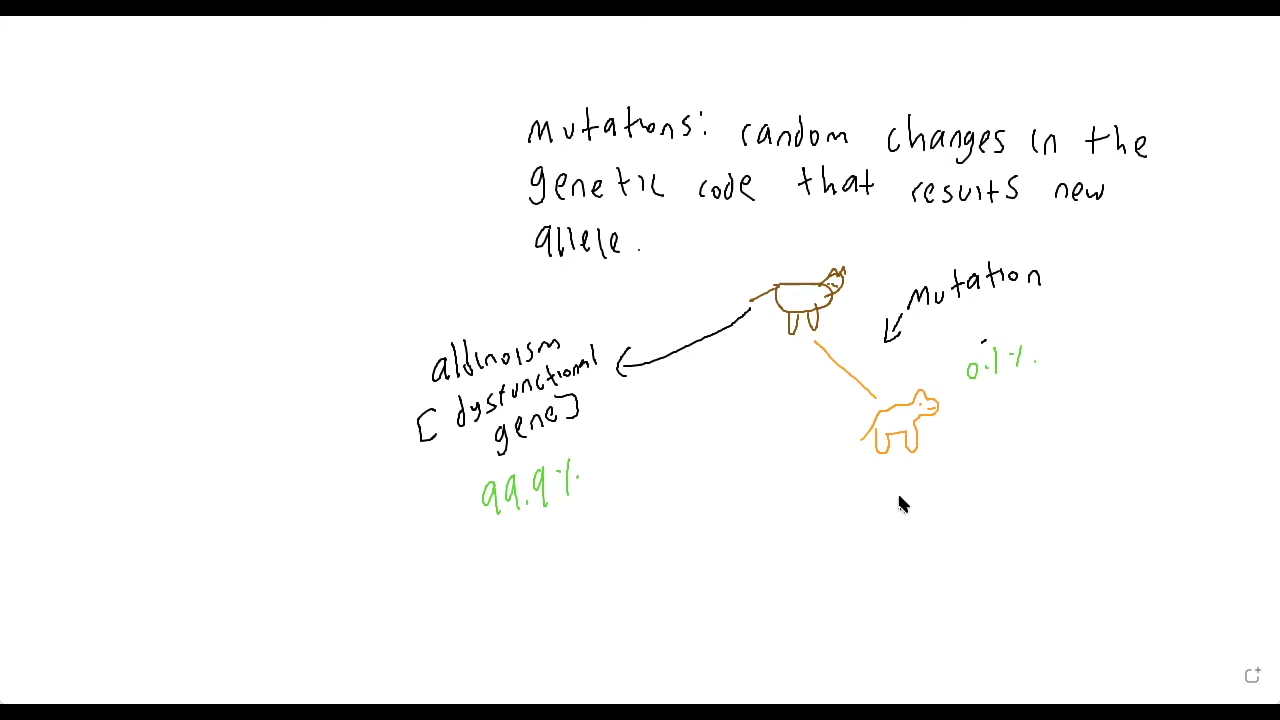 mutations: random changes in the
genetic code that results new
allele.
mutation
0.1%.
albinoism
[dysfunctional
gene]
99.9%